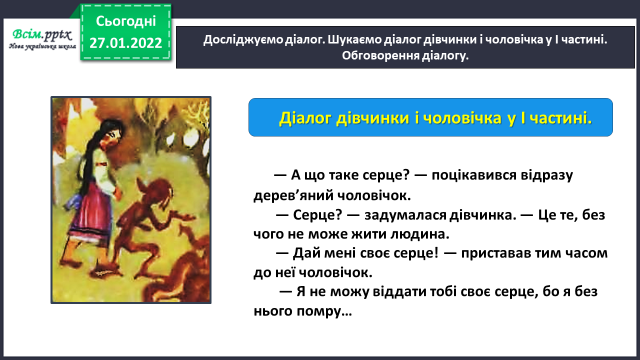 Всім.pptx
Нова українська школа
Сьогодні
27.01.2022
Досліджуємо діалог. Шукаємо діалог дівчинки і чоловічка у І частині.
Обговорення діалогу.
Діалог дівчинки і чоловічка у І частині.
— А що таке серце? — поцікавився відразу
дерев’яний чоловічок.
— Серце? — задумалася дівчинка. — Це те, без
чого не може жити людина.
— Дай мені своє серце! — приставав тим часом
до неї чоловічок.
— Я не можу віддати тобі своє серце, бо я без
нього помру…